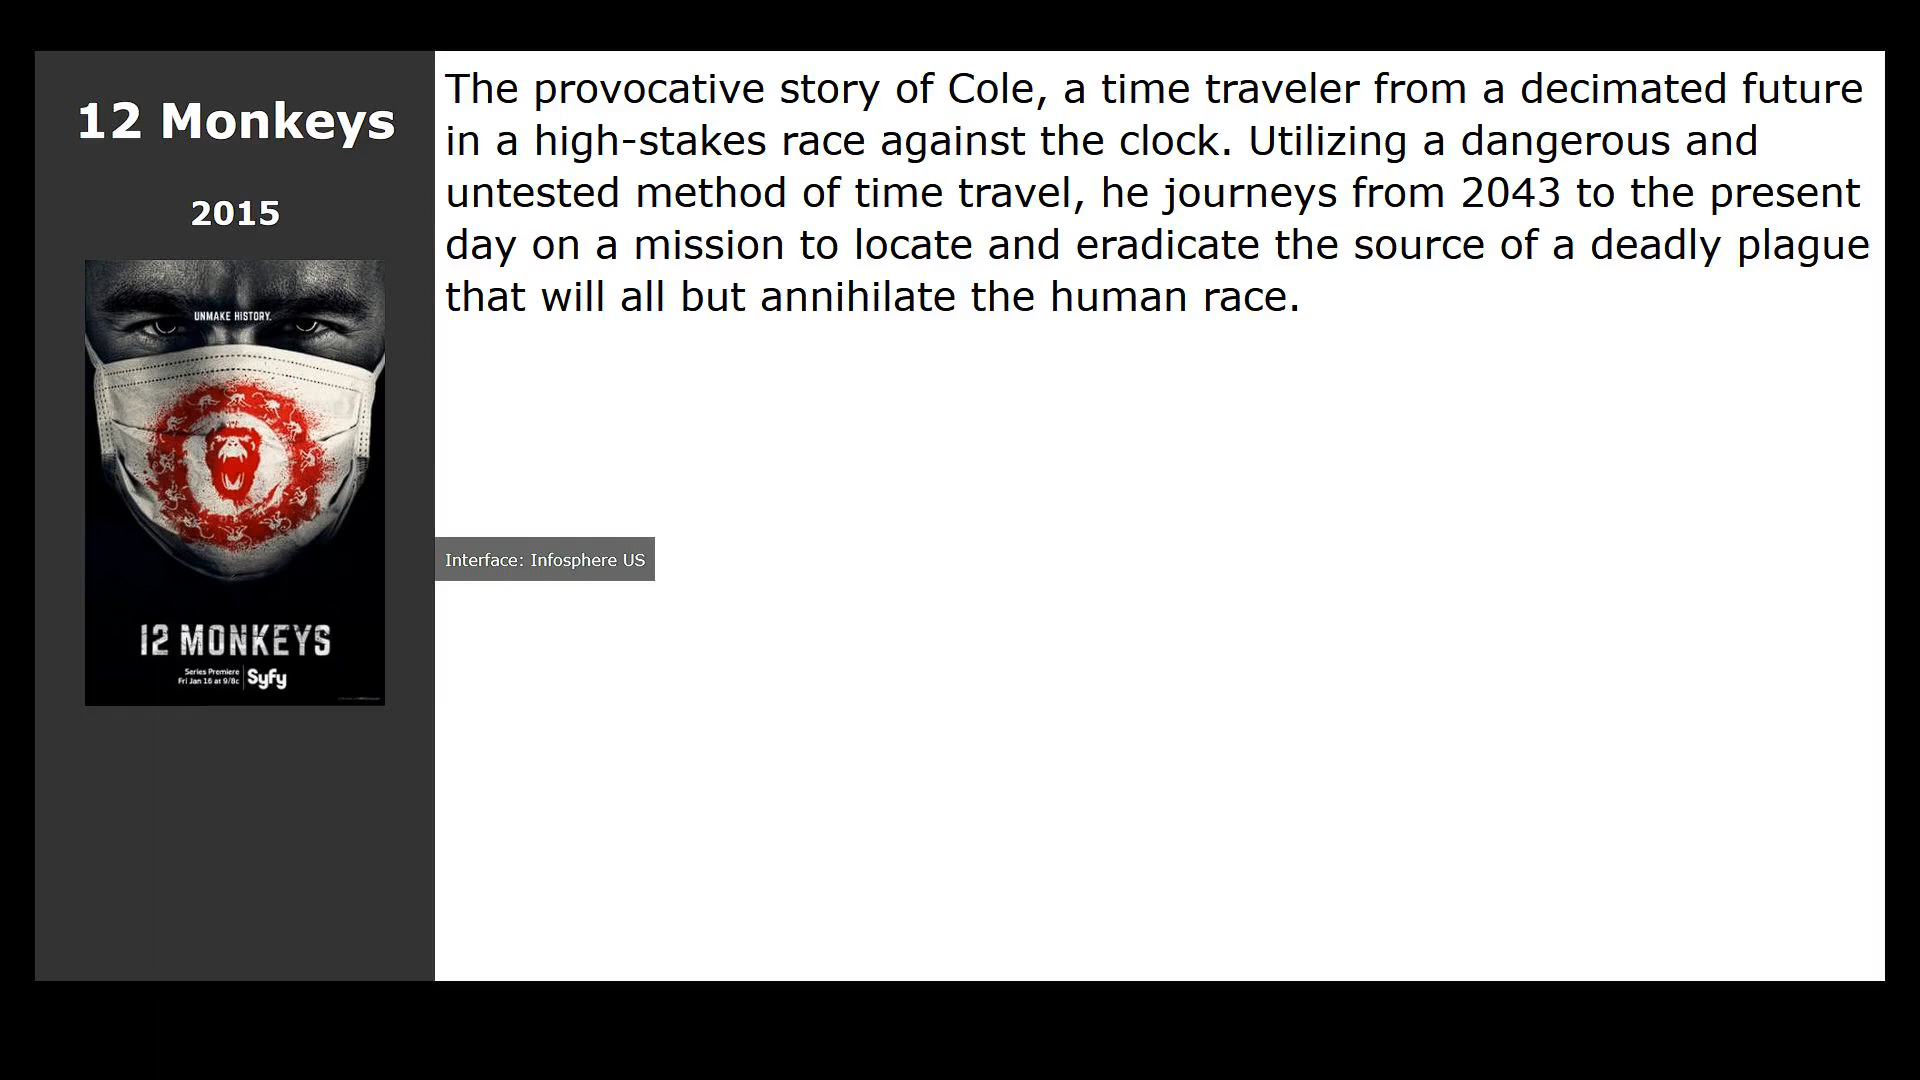 12 Monkeys
2015
UNMAKE HISTORY.
12 MONKEYS
Series Premiere
Fri Jan 16 at 9/8c
Syfy
The provocative story of Cole, a time traveler from a decimated future
in a high-stakes race against the clock. Utilizing a dangerous and
untested method of time travel, he journeys from 2043 to the present
day on a mission to locate and eradicate the source of a deadly plague
that will all but annihilate the human race.
Interface: Infosphere US